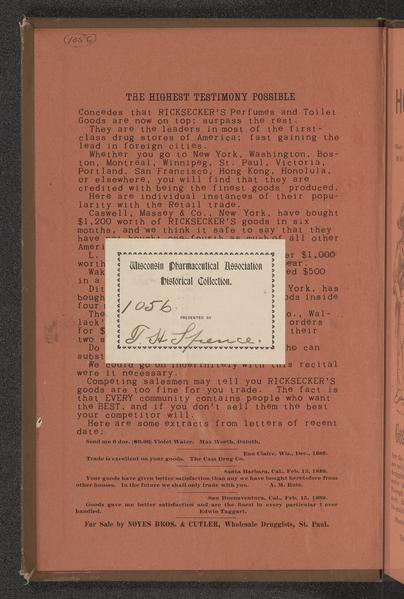 (1056)
THE HIGHEST TESTIMONY POSSIBLE
Concedes that RICKSECKER'S Perfumes and Toilet
Goods are now on top; surpass the rest.
They are the leaders in most of the first-
class drug stores of America; fast gaining the
lead in foreign cities.
Whether you go to New York, Washington, Bos-
ton, Montreal, Winnipeg, St. Paul, Victoria,
Portland, San Francisco, Hong Kong, Honolula,
or elsewhere, you will find that they are
credited with being the finest goods produced.
Here are individual instances of their popu-
larity with the Retail trade.
Caswell, Massey & Co., New York, have bought
$1,200 worth of RICKSECKER'S goods in six
months, and we think it safe to say that they
have not all other
Ameri
L. er $1,000
worth ear.
Wak ed $500
in a
Dit York, has
bough ods inside
four
The o., Wal-
lack' orders
for $ their
two s
Do ho can
subst
We could go on indefinitely with this recital
were it necessary.
Competing salesmen may tell you RICKSECKER'S
goods are too fine for you trade. The fact is
that EVERY community contains people who want
the BEST, and if you don't sell them the best
your competitor will.
Here are some extracts from letters of recent
date:
Wisconsin Pharmaceutical Association
Historical Collection.
1056
PRESENTED BY
T. H. Spence.
Send me 6 doz. ($9.00) Violet Water. Max Worth, Duluth.
Eau Claire, Wis., Dec., 1888.
Trade is excellent on your goods. The Cass Drug Co.
Santa Barbara, Cal., Feb. 13, 1889.
Your goods have given better satisfaction than any we have bought heretofore from
other houses. In the future we shall only trade with you. A. M. Ruiz.
San Buenaventura, Cal., Feb. 15, 1889.
Goods gave me better satisfaction and are the finest in every particular I ever
handled. Edwin Taggart.
For Sale by NOYES BROS. & CUTLER, Wholesale Druggists, St. Paul.